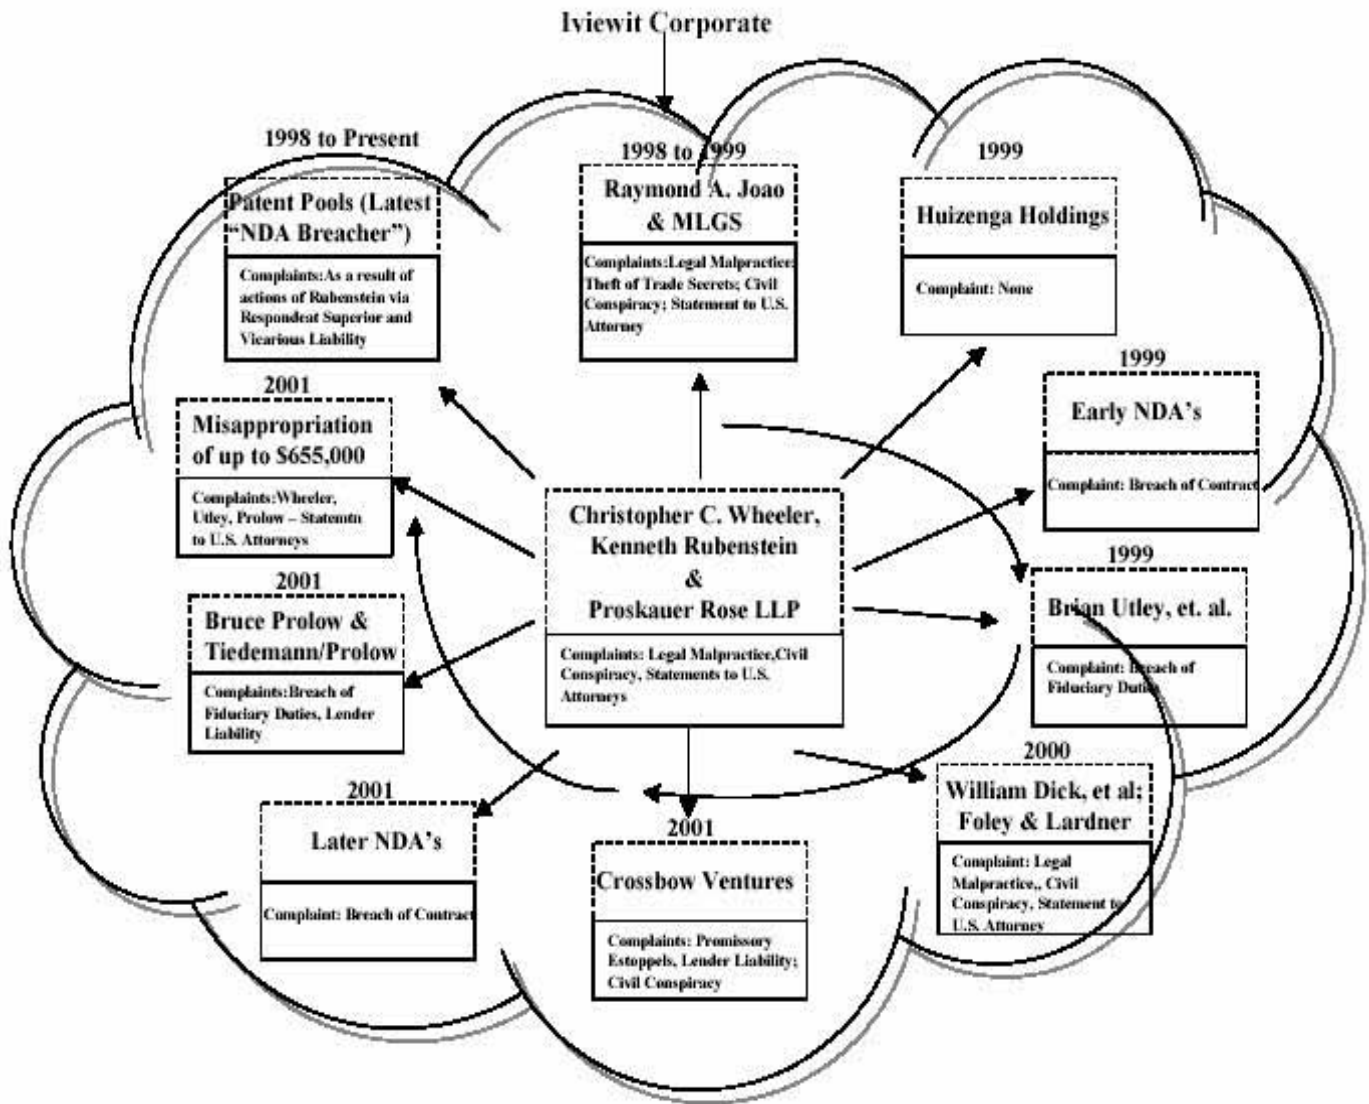 Iviewit Corporate
1998 to Present
Patent Pools (Latest
“NDA Breacher”)
Complaints:As a result of
actions of Rubenstein via
Respondeat Superior and
Vicarious Liability
1998 to 1999
Raymond A. Joao
& MLGS
Complaints:Legal Malpractice;
Theft of Trade Secrets; Civil
Conspiracy; Statement to U.S.
Attorney
1999
Huizenga Holdings
Complaint: None
2001
Misappropriation
of up to $655,000
Complaints:Wheeler,
Utley, Prolow – Statemtn
to U.S. Attorneys
1999
Early NDA's
Complaint: Breach of Contract
Christopher C. Wheeler,
Kenneth Rubenstein
&
Proskauer Rose LLP
Complaints: Legal Malpractice,Civil
Conspiracy, Statements to U.S.
Attorneys
2001
Bruce Prolow &
Tiedemann/Prolow
Complaints:Breach of
Fiduciary Duties, Lender
Liability
1999
Brian Utley, et. al.
Complaint: Breach of
Fiduciary Duties
2001
Later NDA's
Complaint: Breach of Contract
2001
Crossbow Ventures
Complaints: Promissory
Estoppels, Lender Liability;
Civil Conspiracy
2000
William Dick, et al;
Foley & Lardner
Complaint: Legal
Malpractice,, Civil
Conspiracy, Statement to
U.S. Attorney